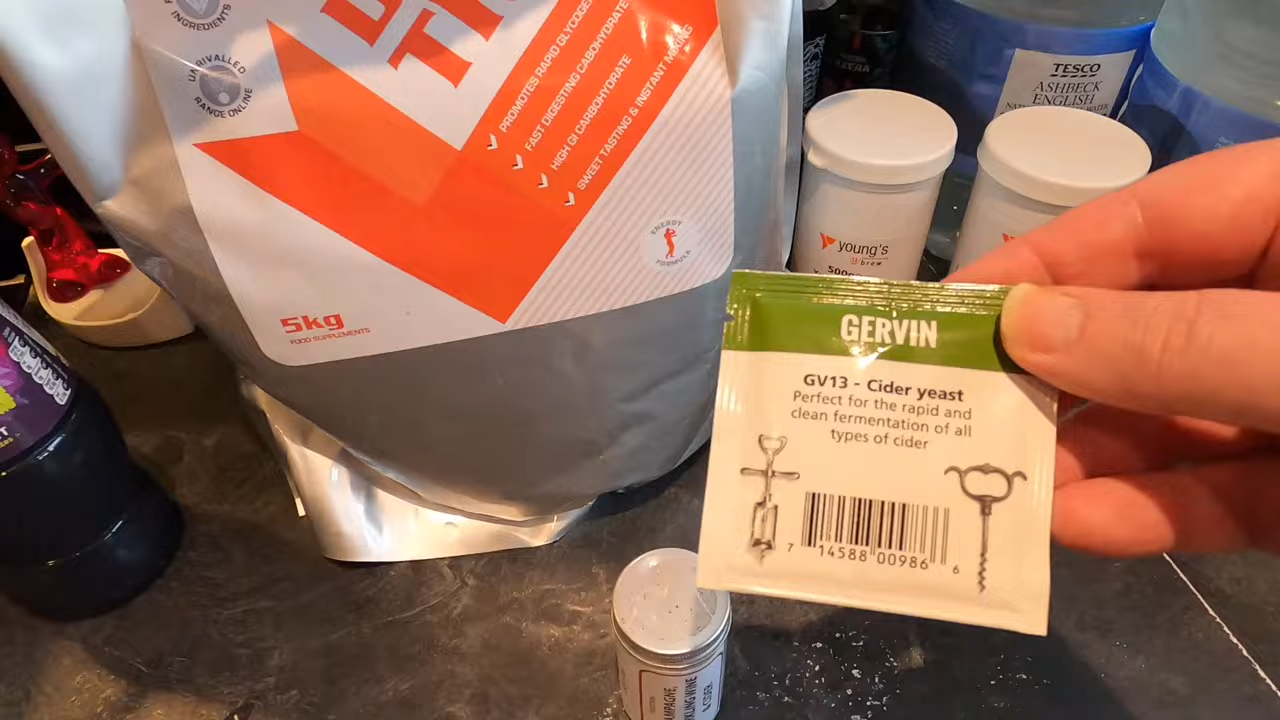 INGREDIENTS
UNRIVALLED
RANGE ONLINE
PROMOTES RAPID
FAST DIGESTING CABOHYDRATE
HIGH GI CARBOHYDRATE
SWEET TASTING & INSTANT MIXING
ENERGY
FORMULA
5kg
FOOD SUPPLEMENTS
TESCO
ASHBECK
ENGLISH
young's
brew
GERVIN
GV13 - Cider yeast
Perfect for the rapid and
clean fermentation of all
types of cider
7 14588 00986 6
& CIDER